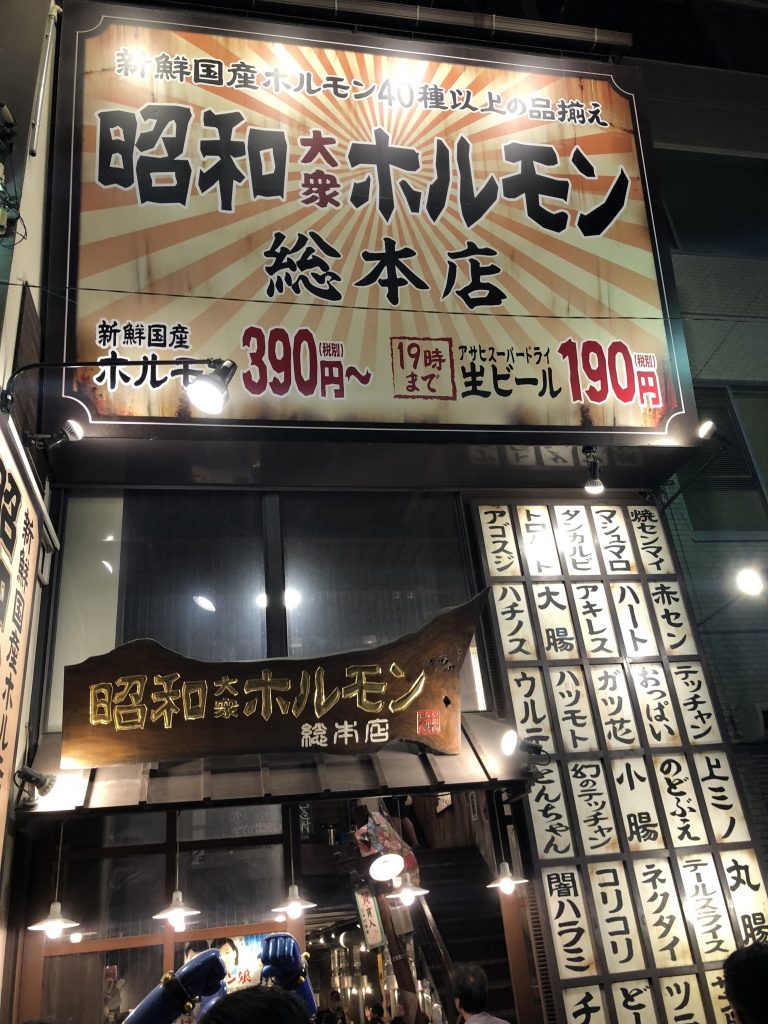 新鮮国産ホルモン40種以上の品揃え
昭和大衆ホルモン
総本店
新鮮国産
ホルモン
390円(税別)~
19時まで
アサヒスーパードライ
生ビール
190円(税別)
昭和大衆ホルモン
総本店
新鮮国産ホル
焼センマイ
マシュマロ
タンカルビ
アゴスジ
赤セン
ハート
アキレス
大腸
ハチノス
テッチャン
おっぱい
ガツ芯
ハツモト
ウルテ
上ミノ
のどぶえ
小腸
幻のテッチャン
とんちゃん
丸腸
テールスライス
ネクタイ
コリコリ
闇ハラミ